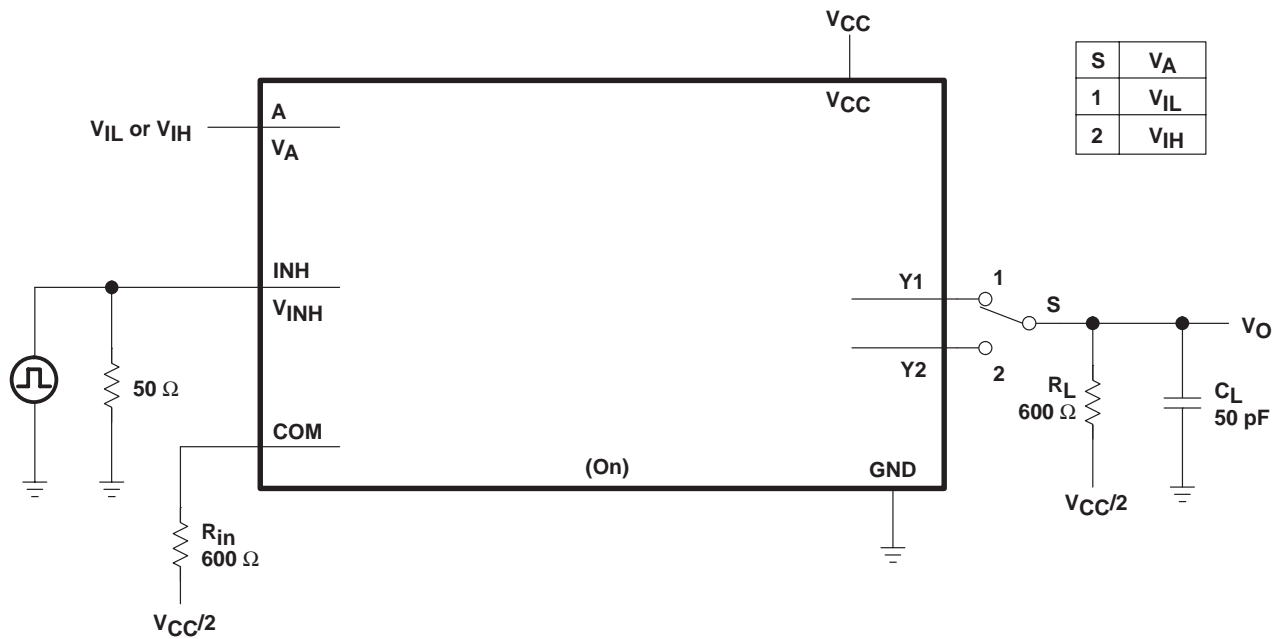 VCC
VCC
S VA
1 VIL
2 VIH
VIL or VIH
A
VA
INH
VINH
50 Ω
COM
Rin
600 Ω
VCC/2
(On)
GND
Y1
Y2
1
S
2
VO
RL
600 Ω
CL
50 pF
VCC/2